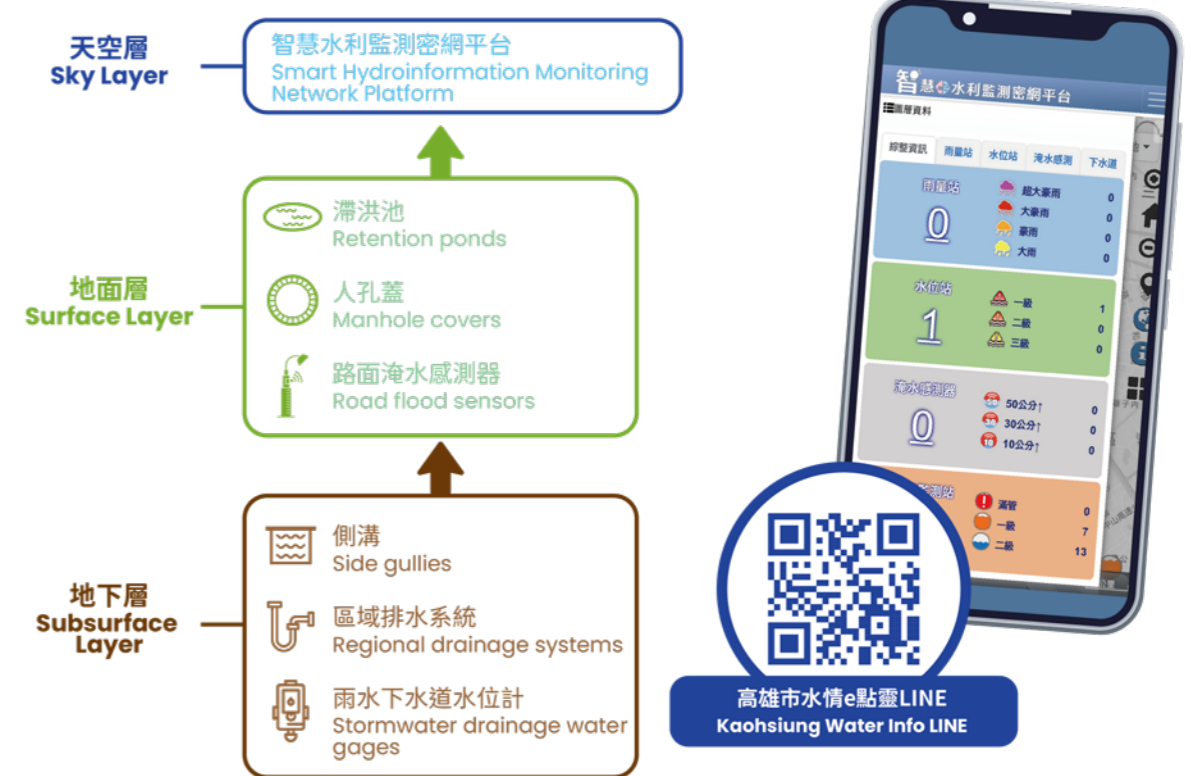 天空層
Sky Layer
智慧水利監測密網平台
Smart Hydroinformation Monitoring
Network Platform
地面層
Surface Layer
滯洪池
Retention ponds
人孔蓋
Manhole covers
路面淹水感測器
Road flood sensors
地下層
Subsurface
Layer
側溝
Side gullies
區域排水系統
Regional drainage systems
雨水下水道水位計
Stormwater drainage water
gages
智慧水利監測密網平台
圖層資料
綜整資訊 雨量站 水位站 淹水感測 下水道
雨量站
0
超大豪雨 0
大豪雨 0
豪雨 0
大雨 0
水位站
1
一級 1
二級 0
三級 0
淹水感測器
0
50公分↑ 0
30公分↑ 0
10公分↑ 0
監測站
滿管 0
一級 7
二級 13
高雄市水情e點靈LINE
Kaohsiung Water Info LINE